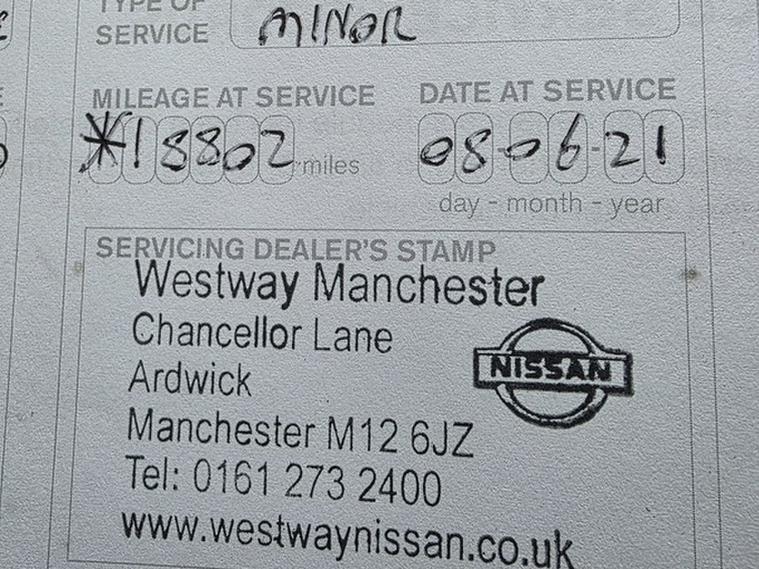 TYPE OF
SERVICE MINOR
MILEAGE AT SERVICE DATE AT SERVICE
*18802 miles 08-06-21
day - month - year
SERVICING DEALER'S STAMP
Westway Manchester
Chancellor Lane
NISSAN
Ardwick
Manchester M12 6JZ
Tel: 0161 273 2400
www.westwaynissan.co.uk